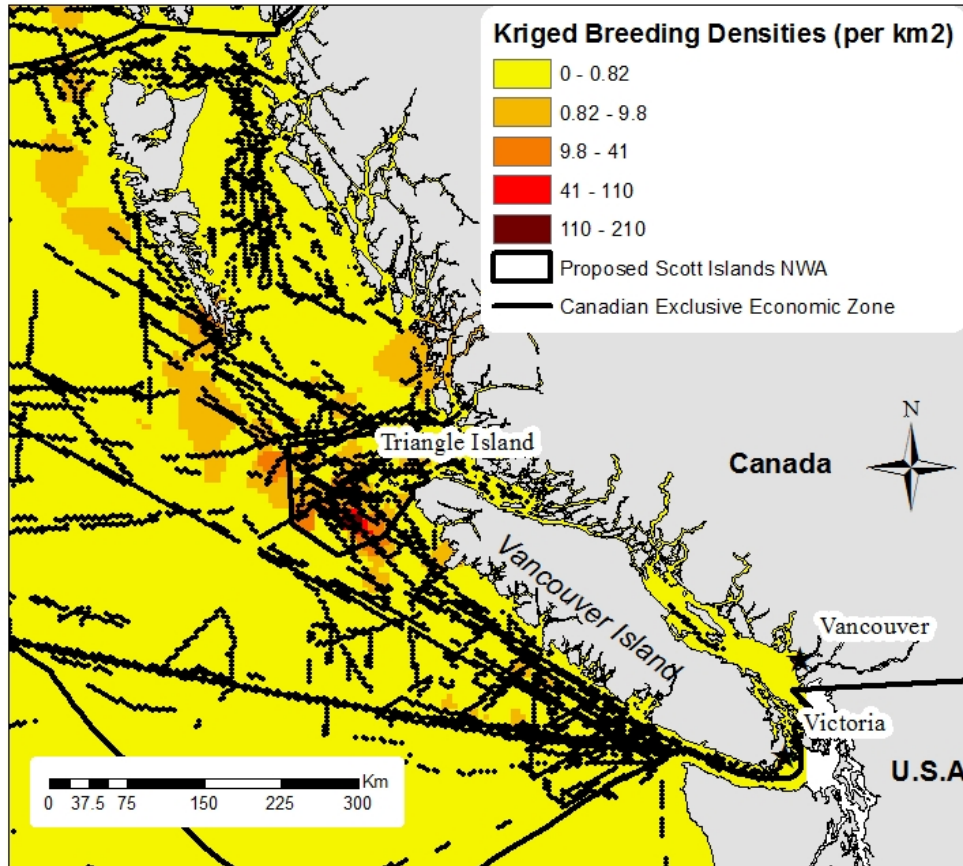 Kriged Breeding Densities (per km2)
0 - 0.82
0.82 - 9.8
9.8 - 41
41 - 110
110 - 210
Proposed Scott Islands NWA
Canadian Exclusive Economic Zone
N
Triangle Island
Canada
Vancouver Island
Vancouver
Victoria
U.S.A
Km
0 37.5 75 150 225 300